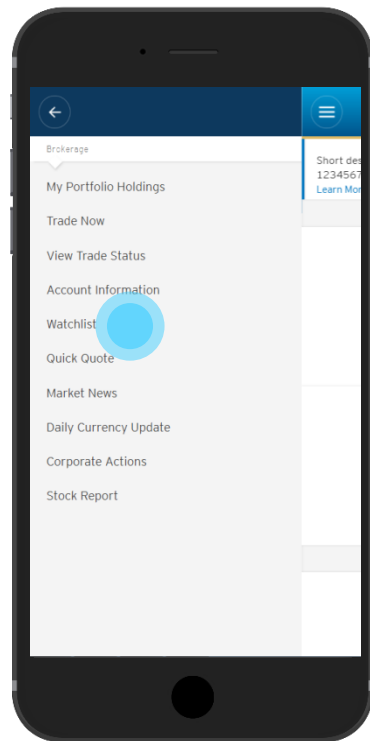 Brokerage
My Portfolio Holdings
Trade Now
View Trade Status
Account Information
Watchlist
Quick Quote
Market News
Daily Currency Update
Corporate Actions
Stock Report
Short des
1234567
Learn Mor